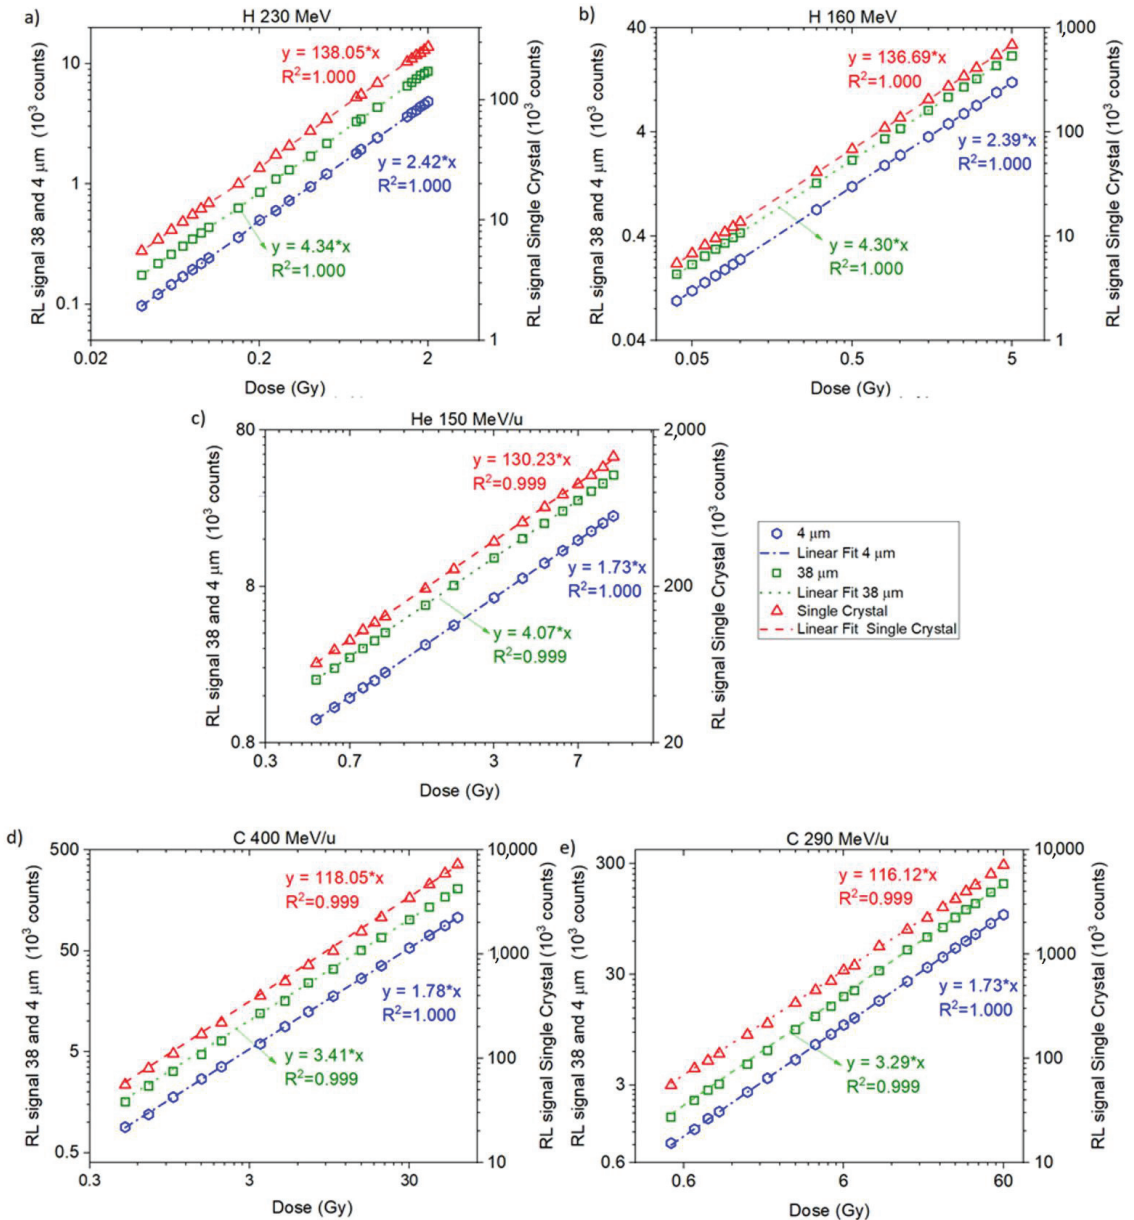 a)
H 230 MeV
RL signal 38 and 4 μm (10³ counts)
10
1
0.1
y = 138.05*x
R²=1.000
y = 2.42*x
R²=1.000
y = 4.34*x
R²=1.000
100
10
1
RL signal Single Crystal (10³ counts)
0.02
0.2
2
Dose (Gy)
b)
H 160 MeV
RL signal 38 and 4 μm (10³ counts)
40
4
0.4
0.04
y = 136.69*x
R²=1.000
y = 2.39*x
R²=1.000
y = 4.30*x
R²=1.000
1,000
100
10
1
RL signal Single Crystal (10³ counts)
0.05
0.5
5
Dose (Gy)
c)
He 150 MeV/u
RL signal 38 and 4 μm (10³ counts)
80
8
0.8
y = 130.23*x
R²=0.999
y = 1.73*x
R²=1.000
y = 4.07*x
R²=0.999
2,000
200
20
RL signal Single Crystal (10³ counts)
0.3
0.7
3
7
Dose (Gy)
4 μm
Linear Fit 4 μm
38 μm
Linear Fit 38 μm
Single Crystal
Linear Fit Single Crystal
d)
C 400 MeV/u
RL signal 38 and 4 μm (10³ counts)
500
50
5
0.5
y = 118.05*x
R²=0.999
y = 1.78*x
R²=1.000
y = 3.41*x
R²=0.999
10,000
1000
100
10
RL signal Single Crystal (10³ counts)
0.3
3
30
Dose (Gy)
e)
C 290 MeV/u
RL signal 38 and 4 μm (10³ counts)
300
30
3
0.6
y = 116.12*x
R²=0.999
y = 1.73*x
R²=1.000
y = 3.29*x
R²=0.999
10,000
1000
100
10
RL signal Single Crystal (10³ counts)
0.6
6
60
Dose (Gy)